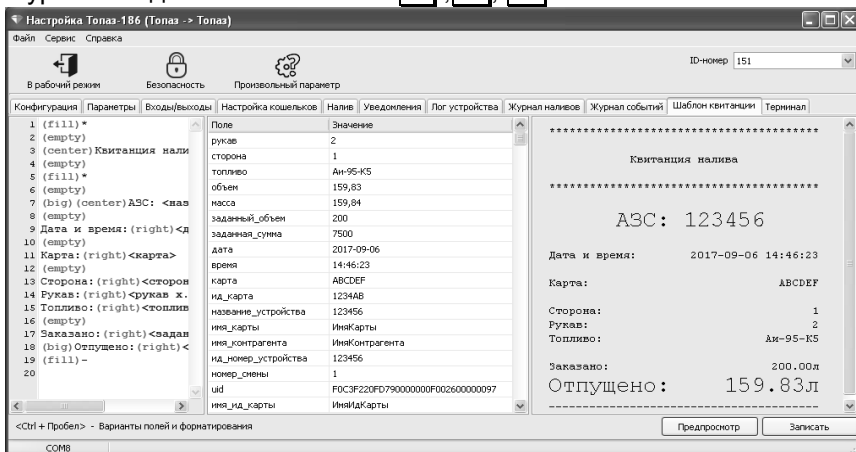 Настройка Топаз-186 (Топаз -> Топаз)
Файл Сервис Справка
В рабочий режим Безопасность Произвольный параметр ID-номер 151
Конфигурация Параметры Входы/выходы Настройка кошельков Налив Уведомления Лог устройства Журнал наливов Журнал событий Шаблон квитанции Терминал
1 (fill)*
2 (empty)
3 (center)Квитанция нали
4 (empty)
5 (fill)*
6 (empty)
7 (big)(center)АЗС: <наз
8 (empty)
9 Дата и время:(right)<д
10 (empty)
11 Карта:(right)<карта>
12 (empty)
13 Сторона:(right)<сторон
14 Рукав:(right)<рукав х.
15 Топливо:(right)<топлив
16 (empty)
17 Заказано:(right)<задан
18 (big)Отпущено:(right)<
19 (fill)-
20
Поле Значение
рукав 2
сторона 1
топливо Аи-95-К5
объем 159,83
масса 159,84
заданный_объем 200
заданная_сумма 7500
дата 2017-09-06
время 14:46:23
карта ABCDEF
ид_карта 1234AB
название_устройства 123456
имя_карты ИмяКарты
имя_контрагента ИмяКонтрагента
ид_номер_устройства 123456
номер_смены 1
uid F0C3F220FD790000000F002600000097
имя_ид_карты ИмяИдКарты
*****************************************
Квитанция налива
*****************************************
АЗС: 123456
Дата и время: 2017-09-06 14:46:23
Карта: ABCDEF
Сторона: 1
Рукав: 2
Топливо: Аи-95-К5
Заказано: 200.00л
Отпущено: 159.83л
-----------------------------------------
<Ctrl + Пробел> - Варианты полей и форматирования Предпросмотр Записать
COM8